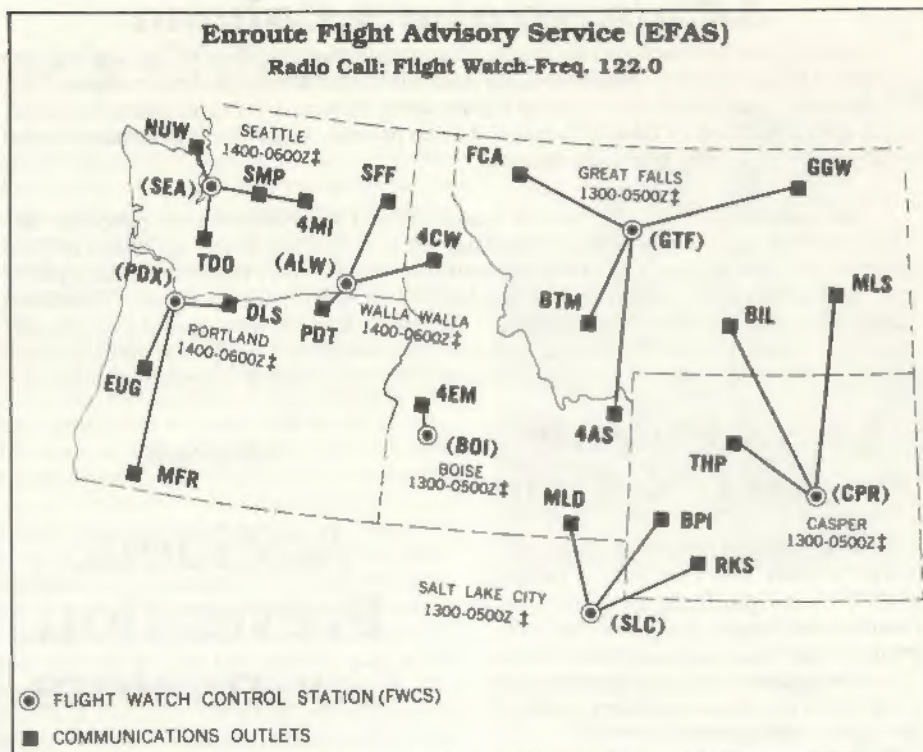 Enroute Flight Advisory Service (EFAS)
Radio Call: Flight Watch-Freq. 122.0
NUW
SEATTLE
1400-0600Z‡
(SEA)
SMP
4MI
SFF
TDO
(ALW)
4CW
(PDX)
DLS
PDT
WALLA WALLA
1400-0600Z‡
PORTLAND
1400-0600Z‡
EUG
MFR
4EM
(BOI)
BOISE
1300-0500Z‡
FCA
GREAT FALLS
1300-0500Z‡
GGW
(GTF)
BTM
4AS
BIL
MLS
THP
(CPR)
CASPER
1300-0500Z‡
MLD
BPI
RKS
SALT LAKE CITY
1300-0500Z ‡
(SLC)
FLIGHT WATCH CONTROL STATION (FWCS)
COMMUNICATIONS OUTLETS